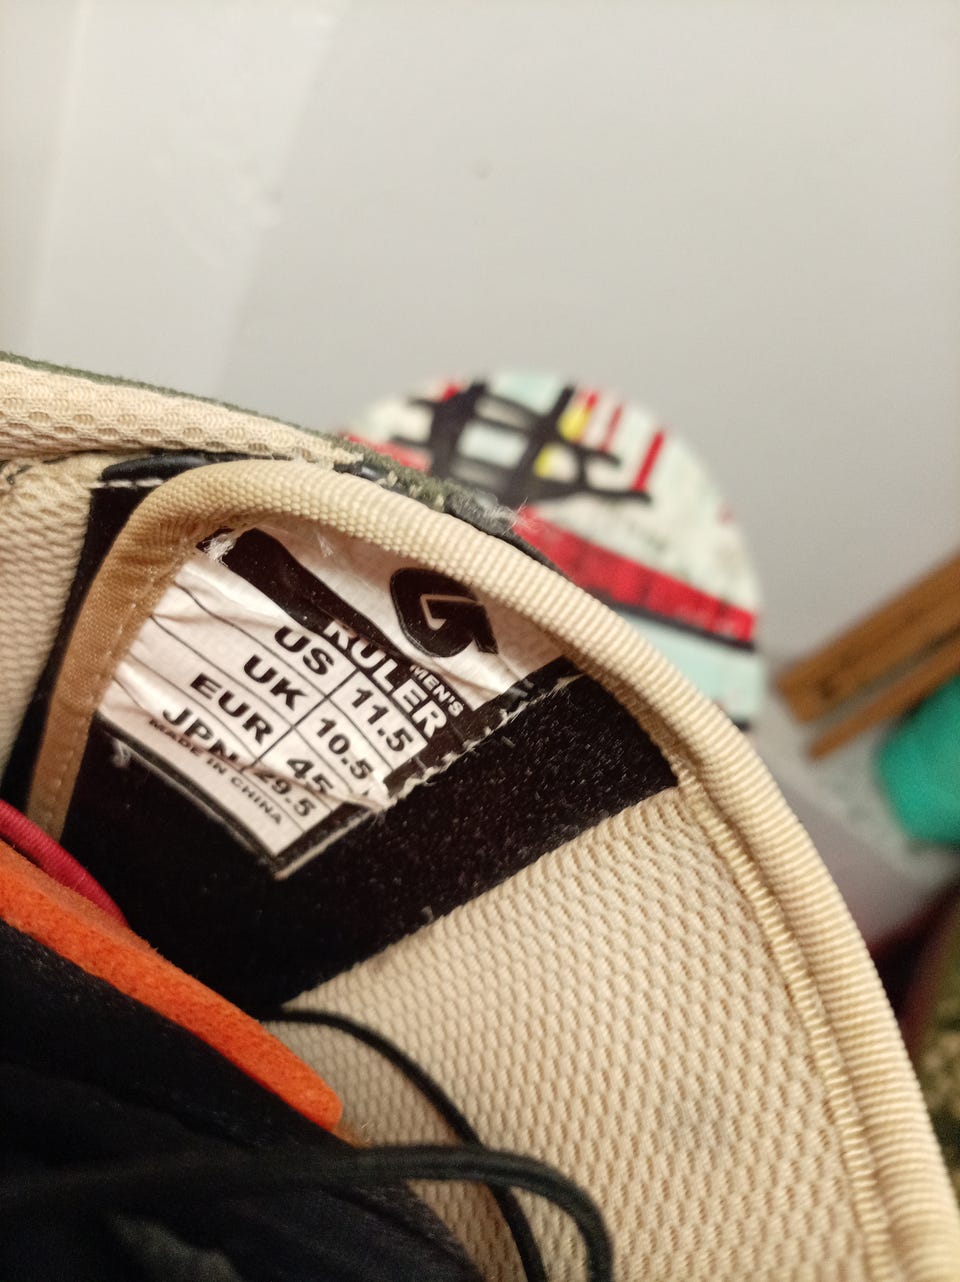 G
RULER
MEN'S
US 11.5
UK 10.5
EUR 45
JPN 29.5
MADE IN CHINA